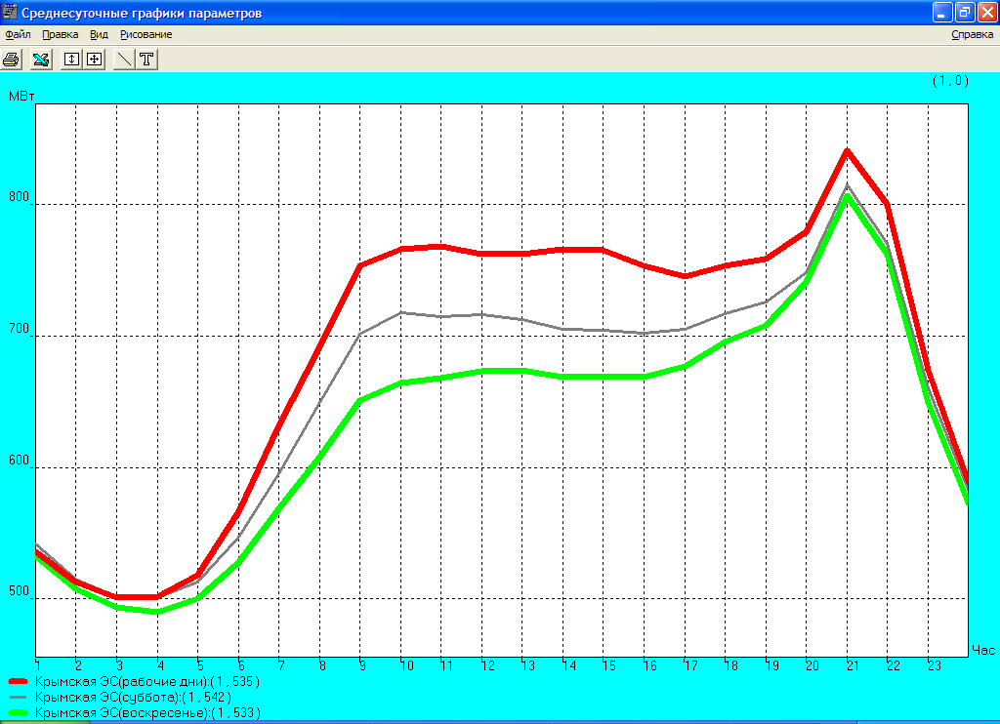 Среднесуточные графики параметров
Файл Правка Вид Рисование Справка
(1,0)
МВт
800
700
600
500
Час
1 2 3 4 5 6 7 8 9 10 11 12 13 14 15 16 17 18 19 20 21 22 23
Крымская ЭС(рабочие дни):(1,535)
Крымская ЭС(суббота):(1,542)
Крымская ЭС(воскресенье):(1,533)